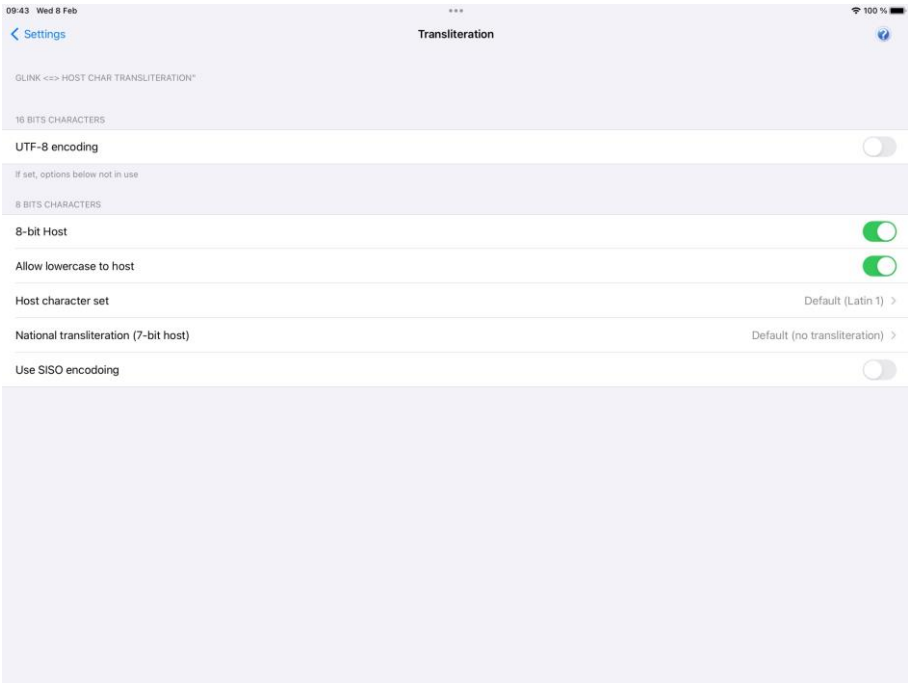 09:43 Wed 8 Feb
100 %
Settings
Transliteration
?
GLINK <=> HOST CHAR TRANSLITERATION"
16 BITS CHARACTERS
UTF-8 encoding
If set, options below not in use
8 BITS CHARACTERS
8-bit Host
Allow lowercase to host
Host character set Default (Latin 1)
National transliteration (7-bit host) Default (no transliteration)
Use SISO encodoing